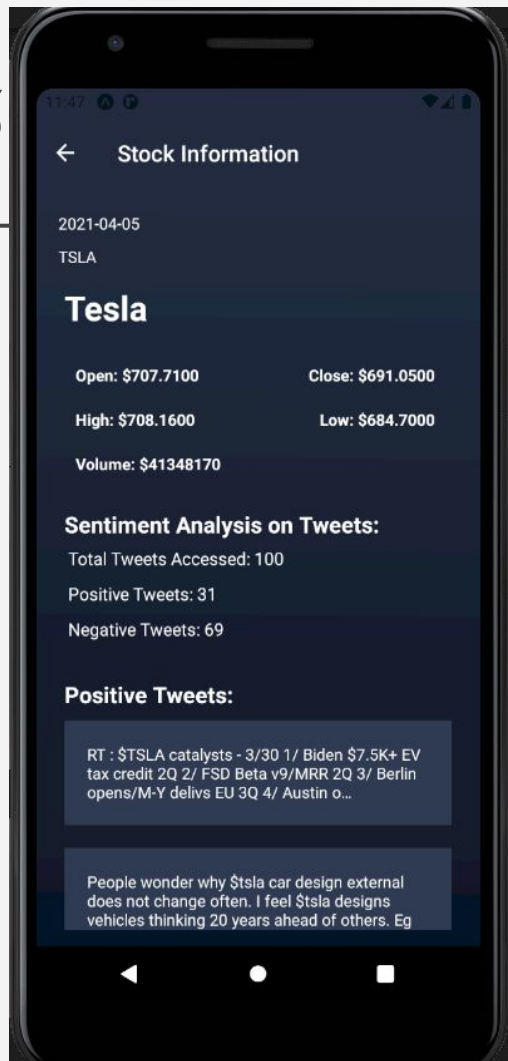 11:47
Stock Information
2021-04-05
TSLA
Tesla
Open: $707.7100 Close: $691.0500
High: $708.1600 Low: $684.7000
Volume: $41348170
Sentiment Analysis on Tweets:
Total Tweets Accessed: 100
Positive Tweets: 31
Negative Tweets: 69
Positive Tweets:
RT : $TSLA catalysts - 3/30 1/ Biden $7.5K+ EV
tax credit 2Q 2/ FSD Beta v9/MRR 2Q 3/ Berlin
opens/M-Y delivs EU 3Q 4/ Austin o...
People wonder why $tsla car design external
does not change often. I feel $tsla designs
vehicles thinking 20 years ahead of others. Eg